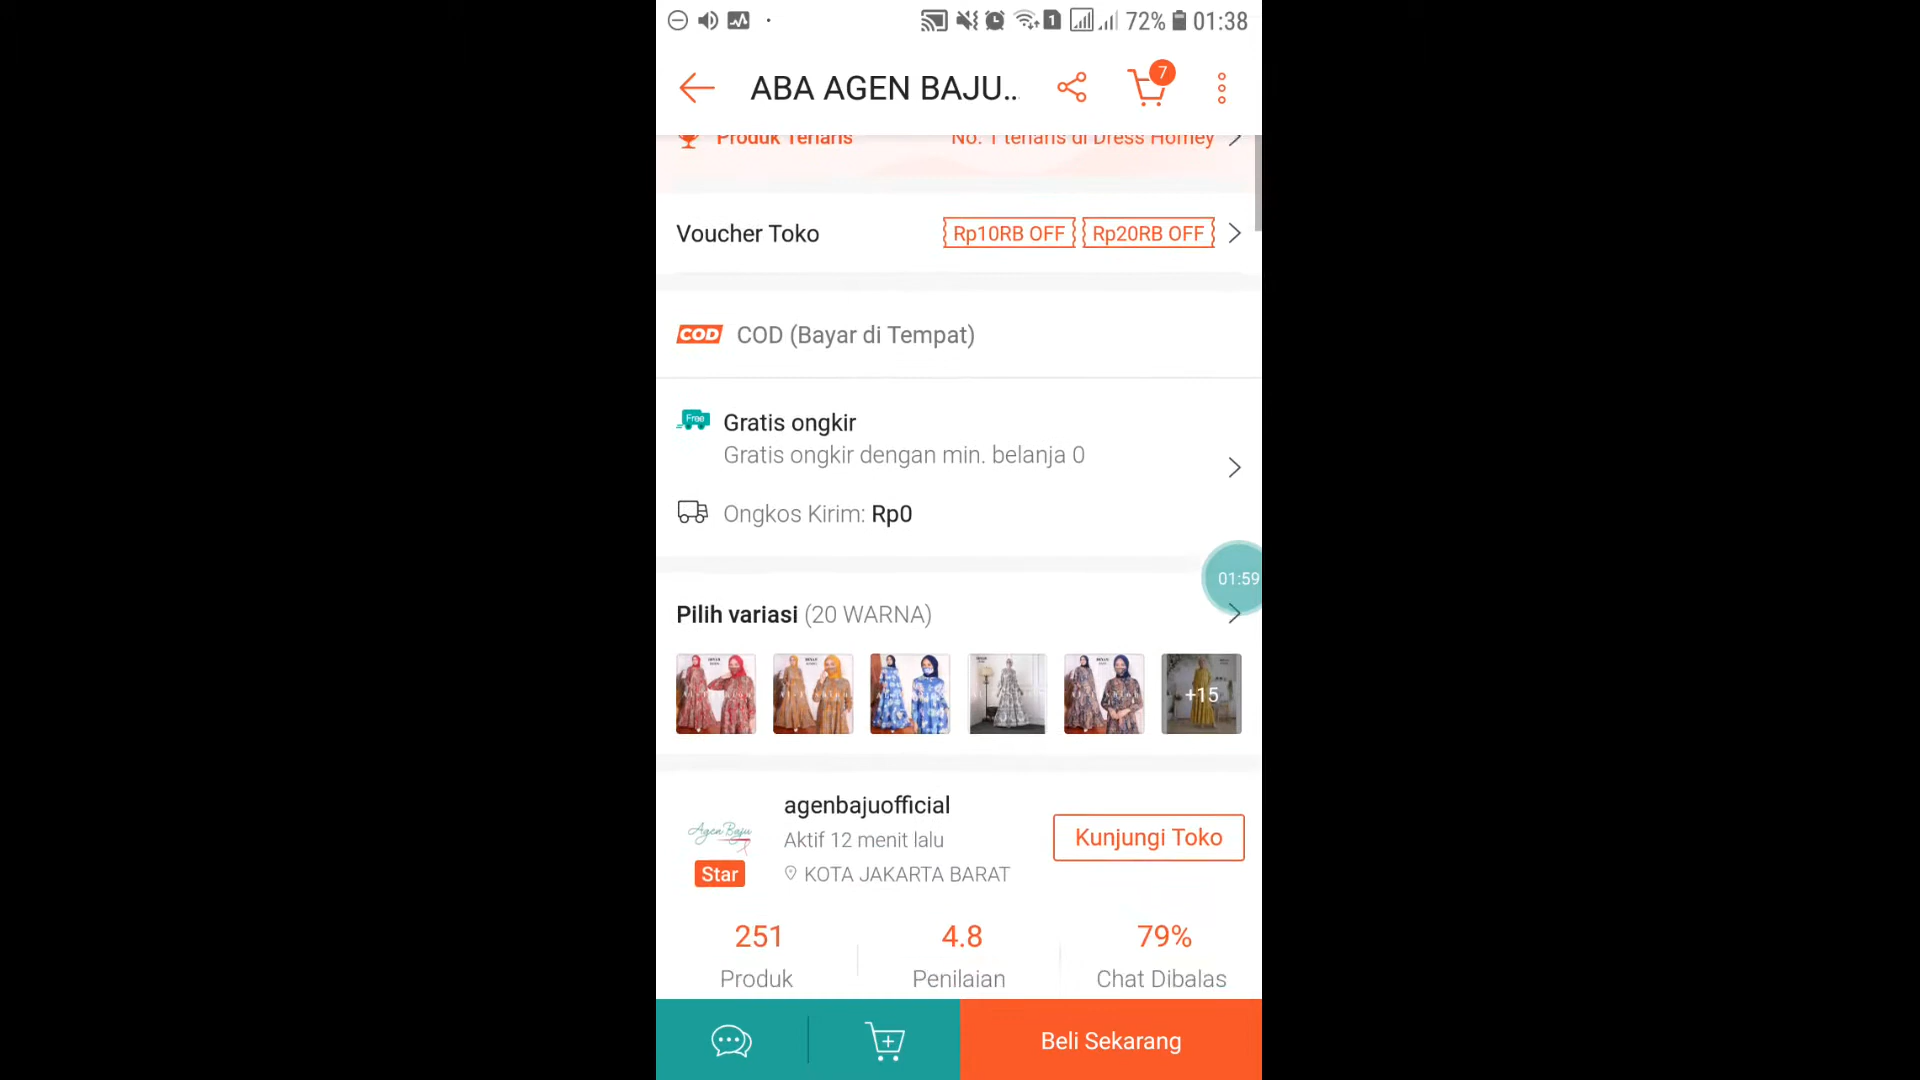 72% 01:38
ABA AGEN BAJU...
7
Produk Terlaris No. 1 terlaris di Dress Homey
Voucher Toko Rp10RB OFF Rp20RB OFF
COD COD (Bayar di Tempat)
Free Gratis ongkir
Gratis ongkir dengan min. belanja 0
Ongkos Kirim: Rp0
01:59
Pilih variasi (20 WARNA)
+15
agenbajuofficial
Agen Baju
Aktif 12 menit lalu
Kunjungi Toko
Star
KOTA JAKARTA BARAT
251 4.8 79%
Produk Penilaian Chat Dibalas
Beli Sekarang